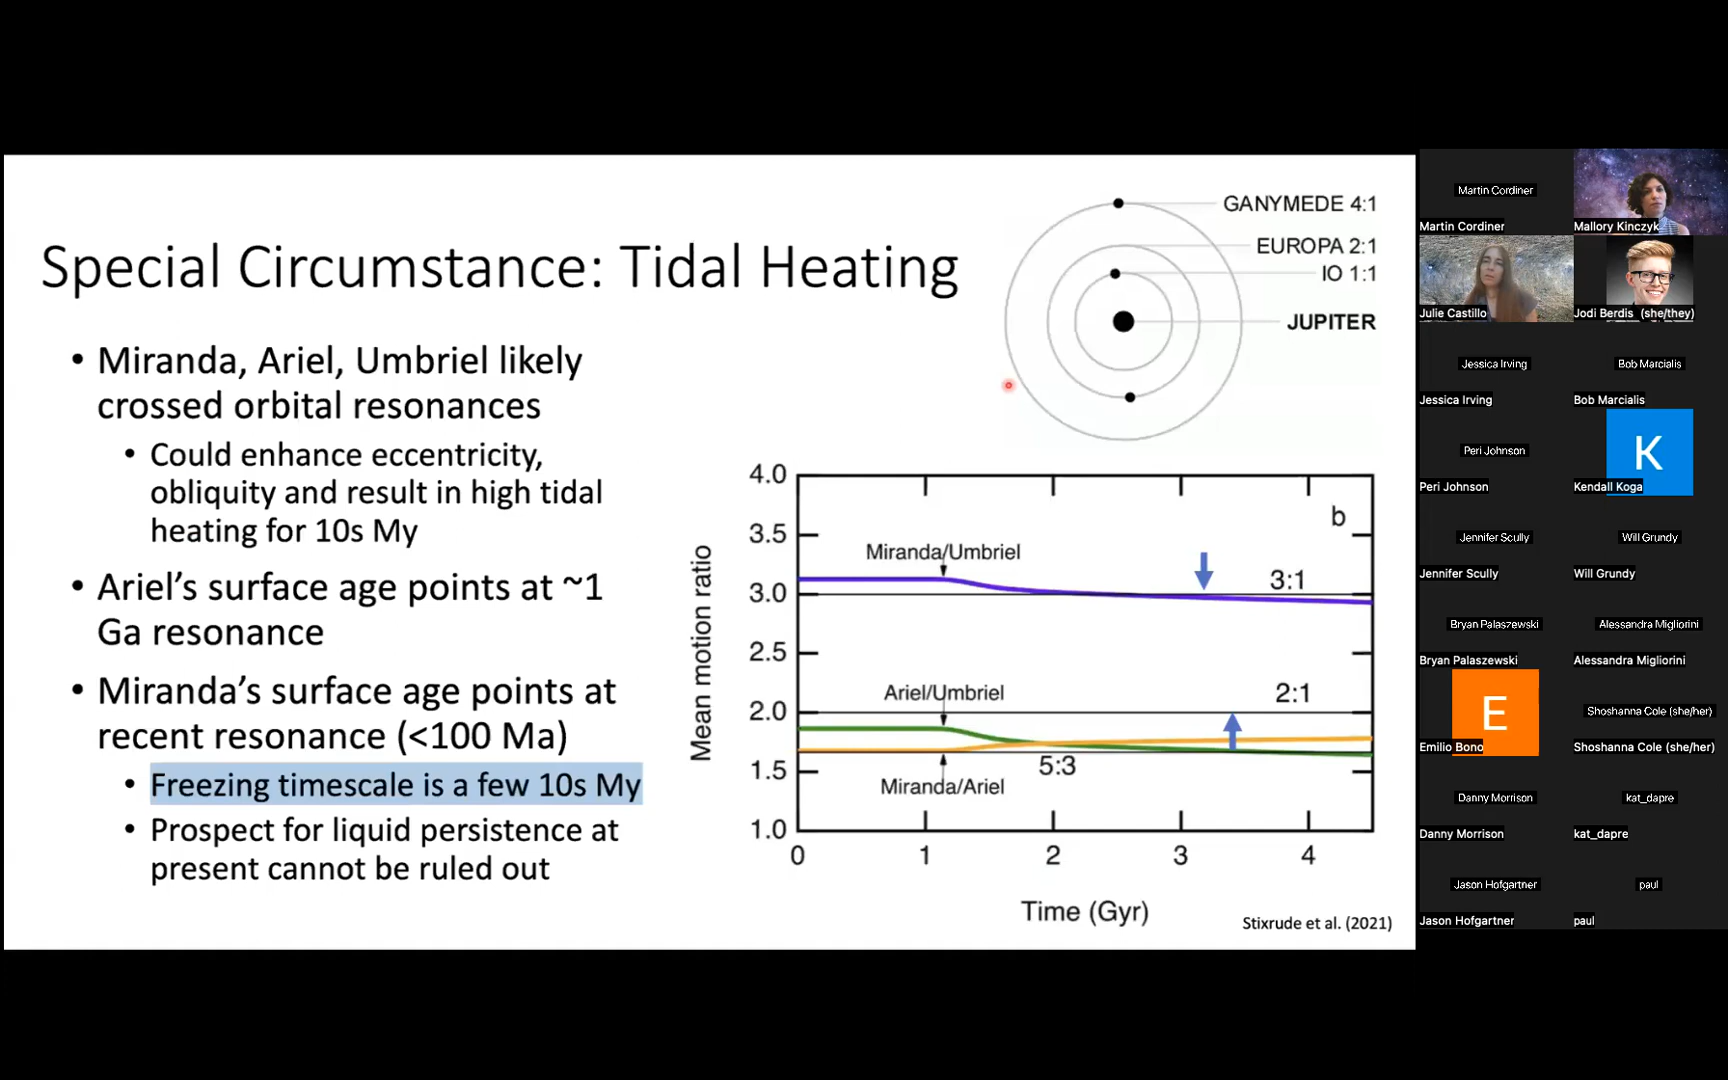 Special Circumstance: Tidal Heating
• Miranda, Ariel, Umbriel likely
crossed orbital resonances
• Could enhance eccentricity,
obliquity and result in high tidal
heating for 10s My
• Ariel’s surface age points at ~1
Ga resonance
• Miranda’s surface age points at
recent resonance (<100 Ma)
• Freezing timescale is a few 10s My
• Prospect for liquid persistence at
present cannot be ruled out
GANYMEDE 4:1
EUROPA 2:1
IO 1:1
JUPITER
4.0
3.5
3.0
2.5
2.0
1.5
1.0
Mean motion ratio
b
Miranda/Umbriel
3:1
Ariel/Umbriel
2:1
5:3
Miranda/Ariel
0 1 2 3 4
Time (Gyr)
Stixrude et al. (2021)
Martin Cordiner
Martin Cordiner
Mallory Kinczyk
Julie Castillo
Jodi Berdis (she/they)
Jessica Irving
Jessica Irving
Bob Marcialis
Bob Marcialis
Peri Johnson
Peri Johnson
K
Kendall Koga
Jennifer Scully
Jennifer Scully
Will Grundy
Will Grundy
Bryan Palaszewski
Bryan Palaszewski
Alessandra Migliorini
Alessandra Migliorini
E
Emilio Bono
Shoshanna Cole (she/her)
Shoshanna Cole (she/her)
Danny Morrison
Danny Morrison
kat_dapre
kat_dapre
Jason Hofgartner
Jason Hofgartner
paul
paul